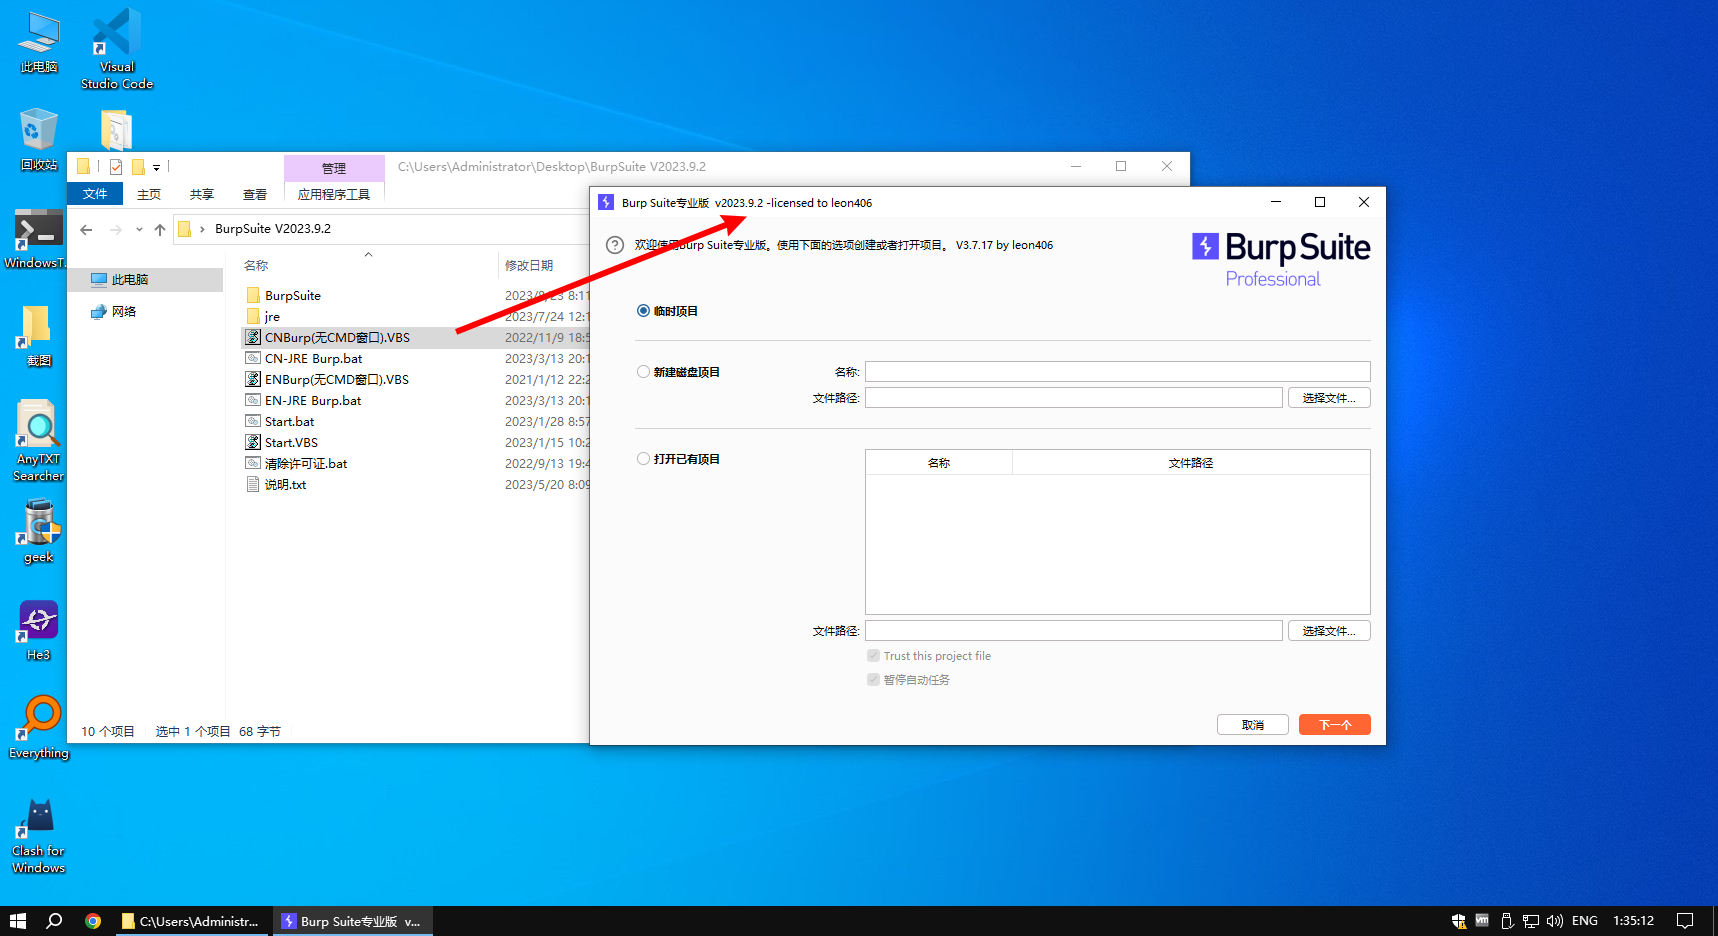 此电脑
Visual
Studio Code
回收站
WindowsT...
截图
AnyTXT
Searcher
geek
He3
Everything
Clash for
Windows
管理
C:\Users\Administrator\Desktop\BurpSuite V2023.9.2
文件
主页
共享
查看
应用程序工具
BurpSuite V2023.9.2
此电脑
网络
名称
修改日期
BurpSuite
2023/8/23 8:11
jre
2023/7/24 12:1
CNBurp(无CMD窗口).VBS
2022/11/9 18:5
CN-JRE Burp.bat
2023/3/13 20:1
ENBurp(无CMD窗口).VBS
2021/1/12 22:2
EN-JRE Burp.bat
2023/3/13 20:1
Start.bat
2023/1/28 8:57
Start.VBS
2023/1/15 10:2
清除许可证.bat
2022/9/13 19:4
说明.txt
2023/5/20 8:09
10 个项目
选中 1 个项目 68 字节
Burp Suite专业版 v2023.9.2 -licensed to leon406
欢迎使用Burp Suite专业版。使用下面的选项创建或者打开项目。 V3.7.17 by leon406
Burp Suite
Professional
临时项目
新建磁盘项目
名称:
文件路径:
选择文件...
打开已有项目
名称
文件路径
文件路径:
选择文件...
Trust this project file
暂停自动任务
取消
下一个
C:\Users\Administr...
Burp Suite专业版 v...
vm
ENG
1:35:12